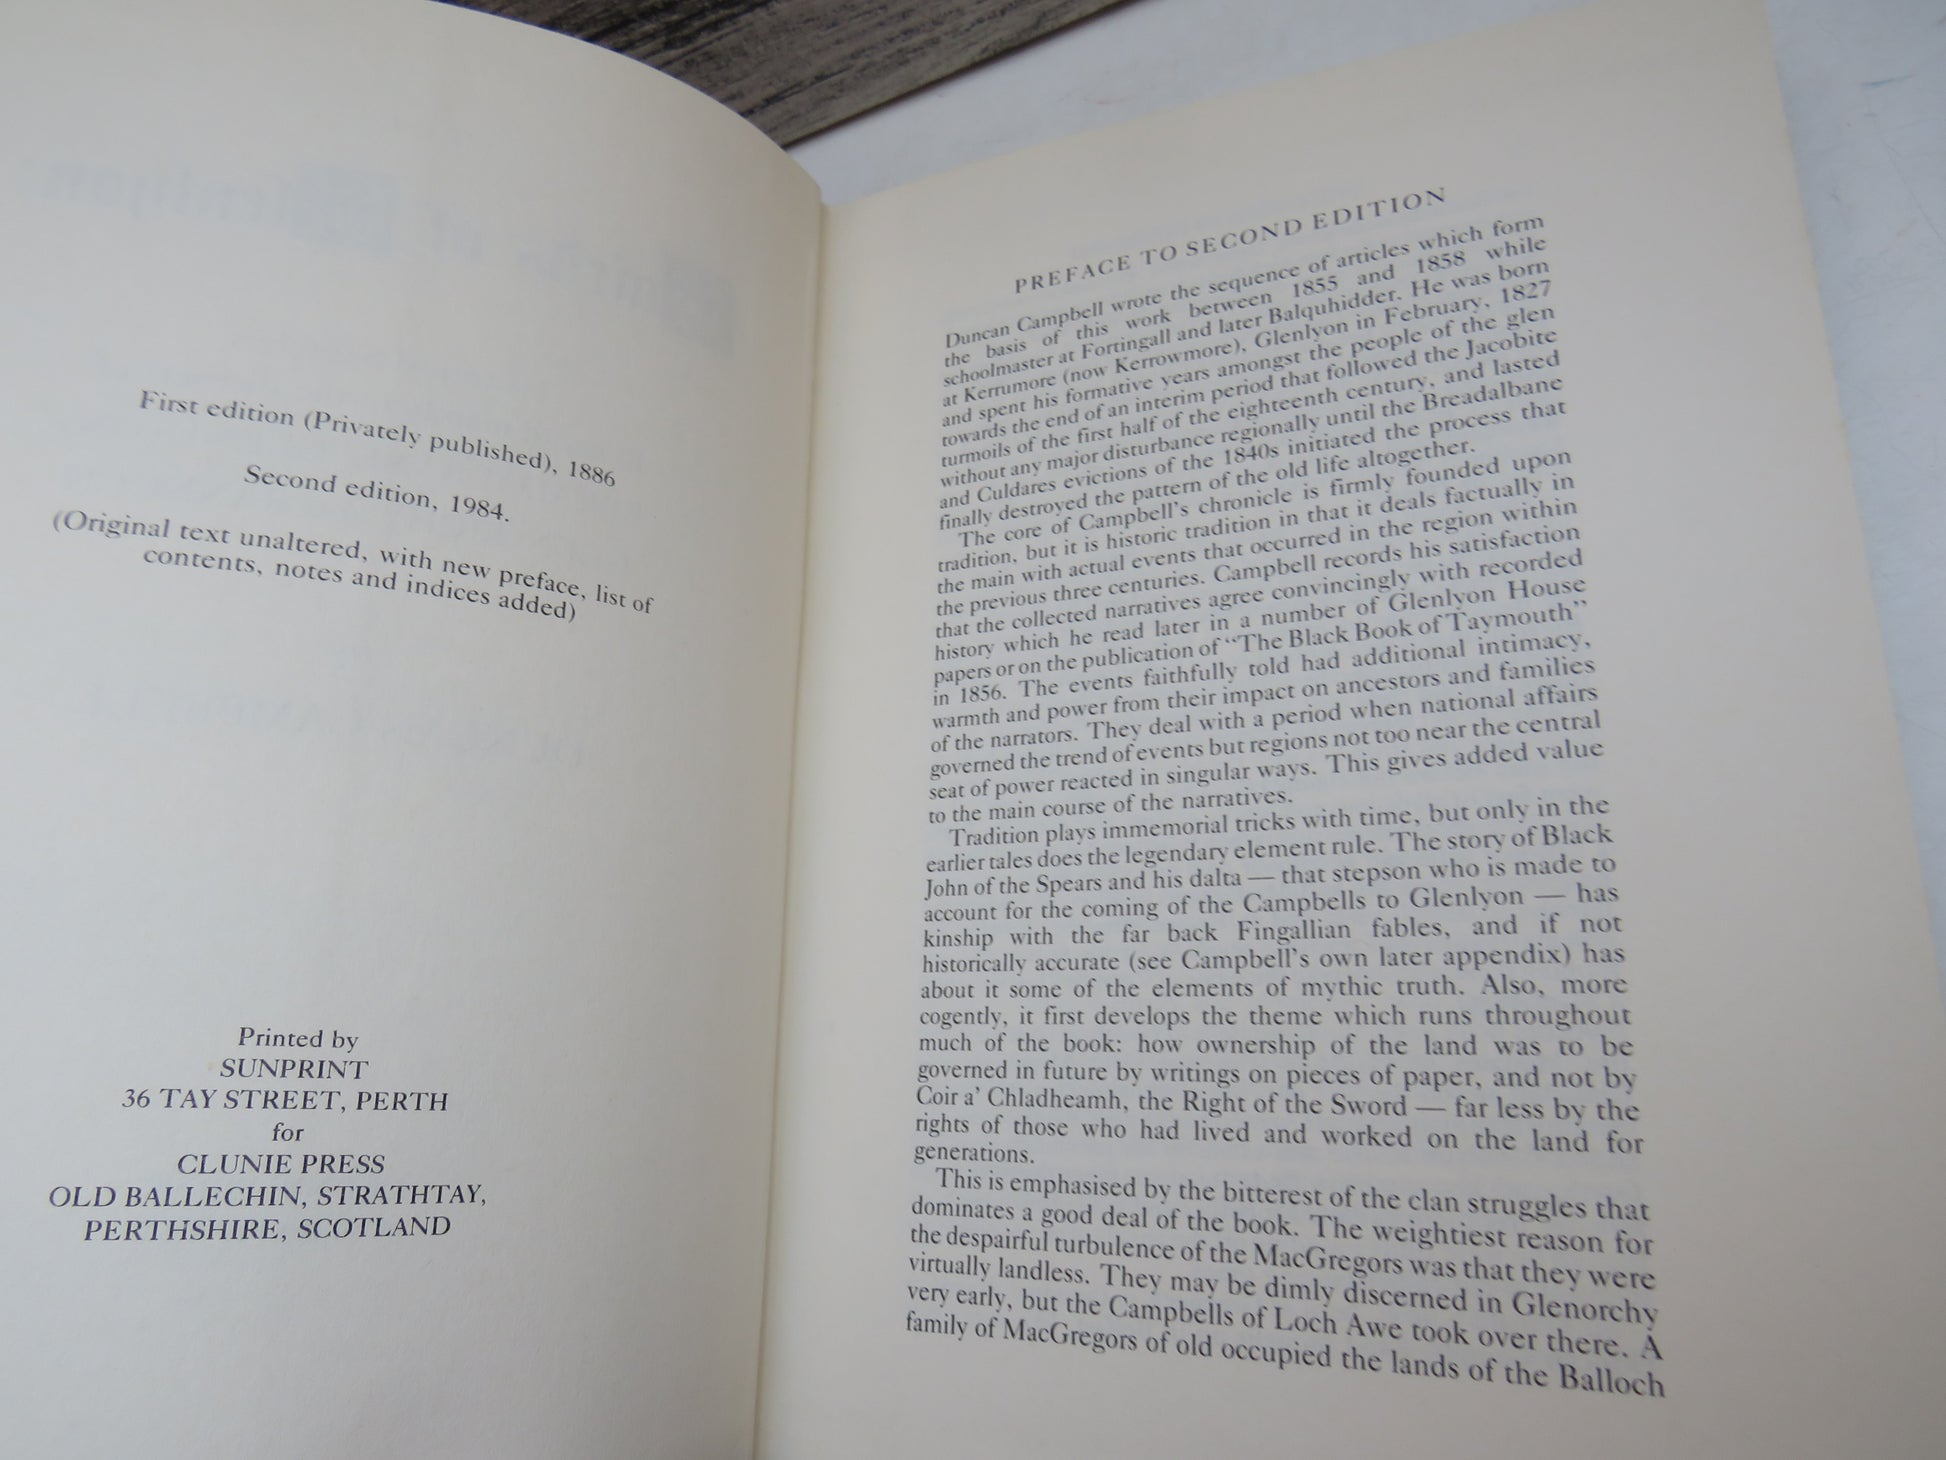 First edition (Privately published), 1886
Second edition, 1984.
(Original text unaltered, with new preface, list of
contents, notes and indices added)
Printed by
SUNPRINT
36 TAY STREET, PERTH
for
CLUNIE PRESS
OLD BALLECHIN, STRATHTAY,
PERTHSHIRE, SCOTLAND
PREFACE TO SECOND EDITION
Duncan Campbell wrote the sequence of articles which form
the basis of this work between 1855 and 1858 while
schoolmaster at Fortingall and later Balquhidder. He was born
at Kerrumore (now Kerrowmore), Glenlyon in February, 1827
and spent his formative years amongst the people of the glen
towards the end of an interim period that followed the Jacobite
turmoils of the first half of the eighteenth century, and lasted
without any major disturbance regionally until the Breadalbane
and Culdares evictions of the 1840s initiated the process that
finally destroyed the pattern of the old life altogether.
The core of Campbell's chronicle is firmly founded upon
tradition, but it is historic tradition in that it deals factually in
the main with actual events that occurred in the region within
the previous three centuries. Campbell records his satisfaction
that the collected narratives agree convincingly with recorded
history which he read later in a number of Glenlyon House
papers or on the publication of "The Black Book of Taymouth"
in 1856. The events faithfully told had additional intimacy,
warmth and power from their impact on ancestors and families
of the narrators. They deal with a period when national affairs
governed the trend of events but regions not too near the central
seat of power reacted in singular ways. This gives added value
to the main course of the narratives.
Tradition plays immemorial tricks with time, but only in the
earlier tales does the legendary element rule. The story of Black
John of the Spears and his dalta — that stepson who is made to
account for the coming of the Campbells to Glenlyon — has
kinship with the far back Fingallian fables, and if not
historically accurate (see Campbell's own later appendix) has
about it some of the elements of mythic truth. Also, more
cogently, it first develops the theme which runs throughout
much of the book: how ownership of the land was to be
governed in future by writings on pieces of paper, and not by
Coir a' Chladheamh, the Right of the Sword — far less by the
rights of those who had lived and worked on the land for
generations.
This is emphasised by the bitterest of the clan struggles that
dominates a good deal of the book. The weightiest reason for
the despairful turbulence of the MacGregors was that they were
virtually landless. They may be dimly discerned in Glenorchy
very early, but the Campbells of Loch Awe took over there. A
family of MacGregors of old occupied the lands of the Balloch